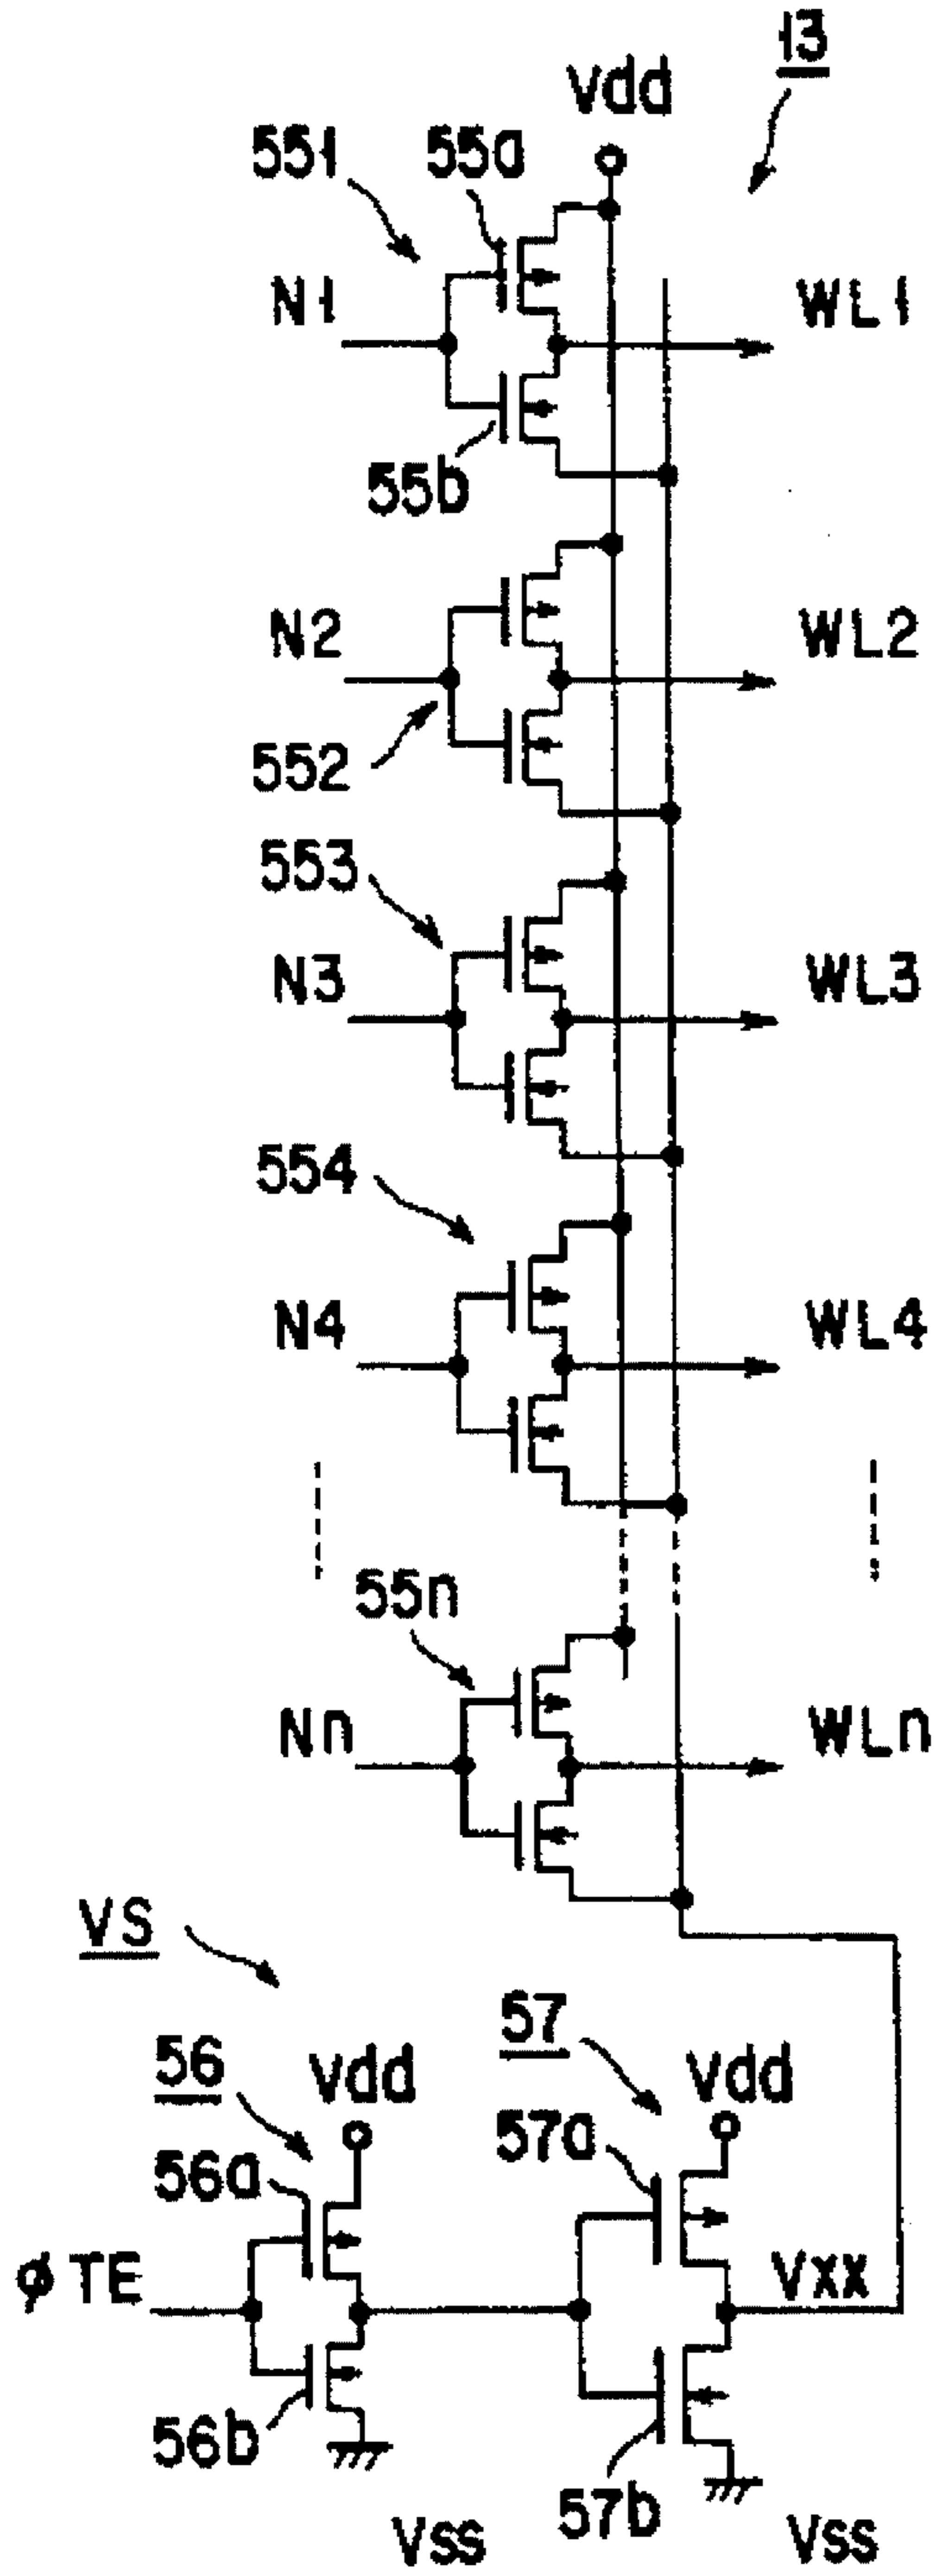 13
Vdd
551
55a
N1
WL1
55b
N2
WL2
552
553
N3
WL3
554
N4
WL4
55n
Nn
WLn
VS
57
56
Vdd
Vdd
57a
56a
φTE
Vxx
56b
57b
Vss
Vss